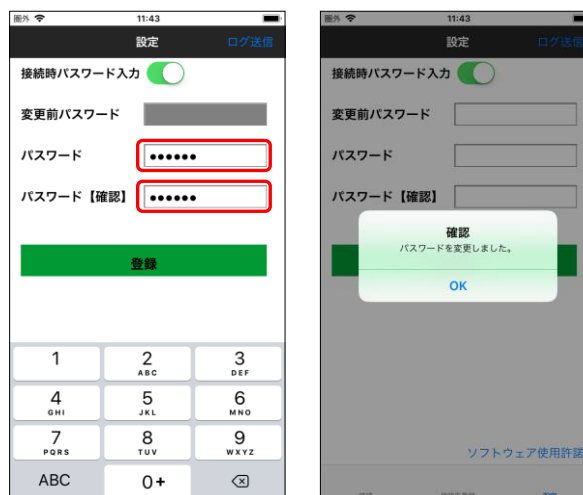 圏外 11:43
設定 ログ送信
接続時パスワード入力
変更前パスワード
パスワード ●●●●●●
パスワード【確認】 ●●●●●●
登録
1 2 3
ABC DEF
4 5 6
GHI JKL MNO
7 8 9
PQRS TUV WXYZ
ABC 0+
圏外 11:43
設定 ログ送信
接続時パスワード入力
変更前パスワード
パスワード
パスワード【確認】
確認
パスワードを変更しました。
OK
ソフトウェア使用許諾